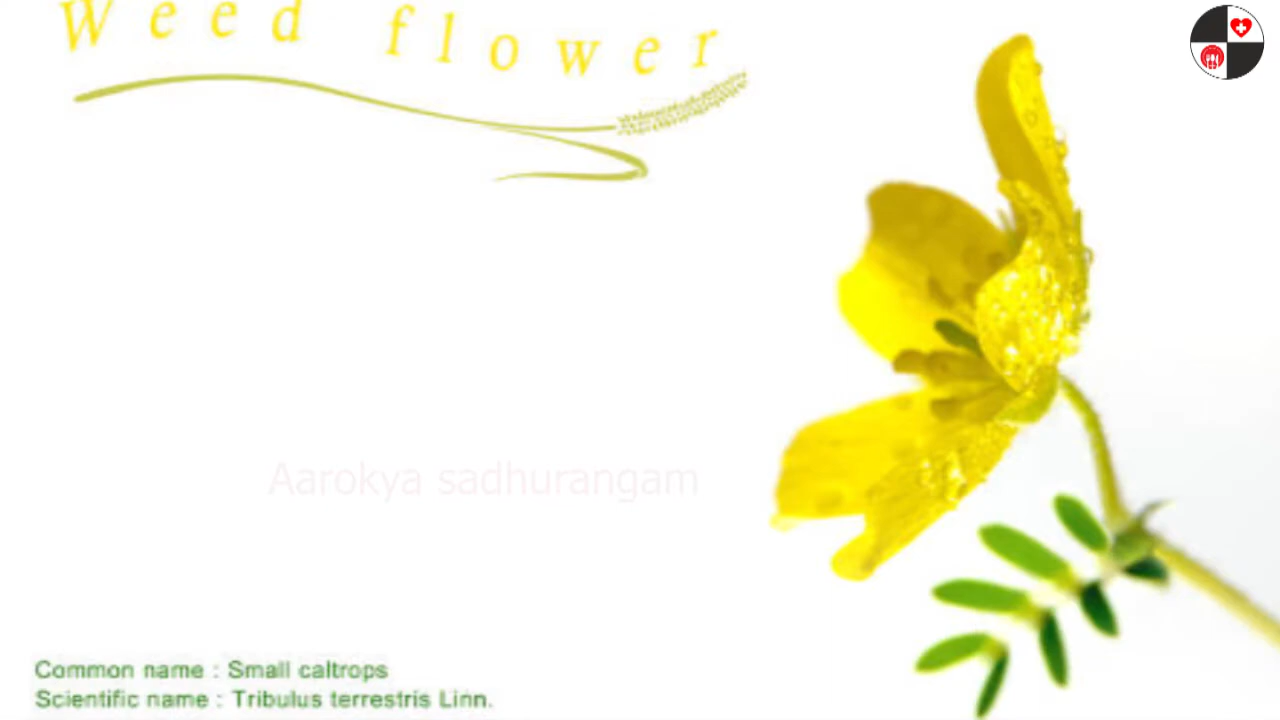 Weed flower
Aarokya sadhurangam
Common name : Small caltrops
Scientific name : Tribulus terrestris Linn.